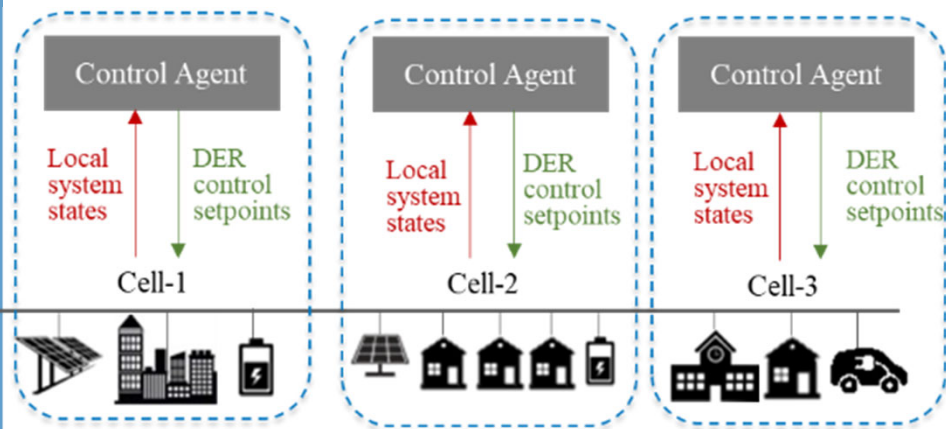 Control Agent
Local
system
states
DER
control
setpoints
Cell-1
Control Agent
Local
system
states
DER
control
setpoints
Cell-2
Control Agent
Local
system
states
DER
control
setpoints
Cell-3